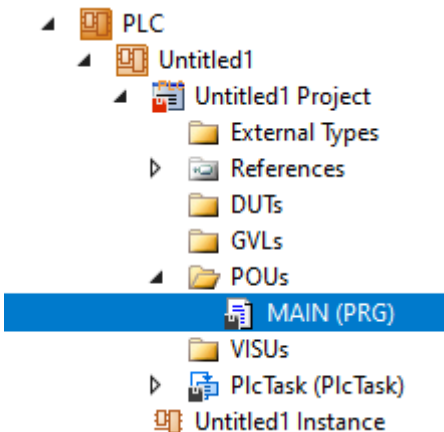 PLC
Untitled1
Untitled1 Project
External Types
References
DUTs
GVLs
POUs
MAIN (PRG)
VISUs
PlcTask (PlcTask)
Untitled1 Instance